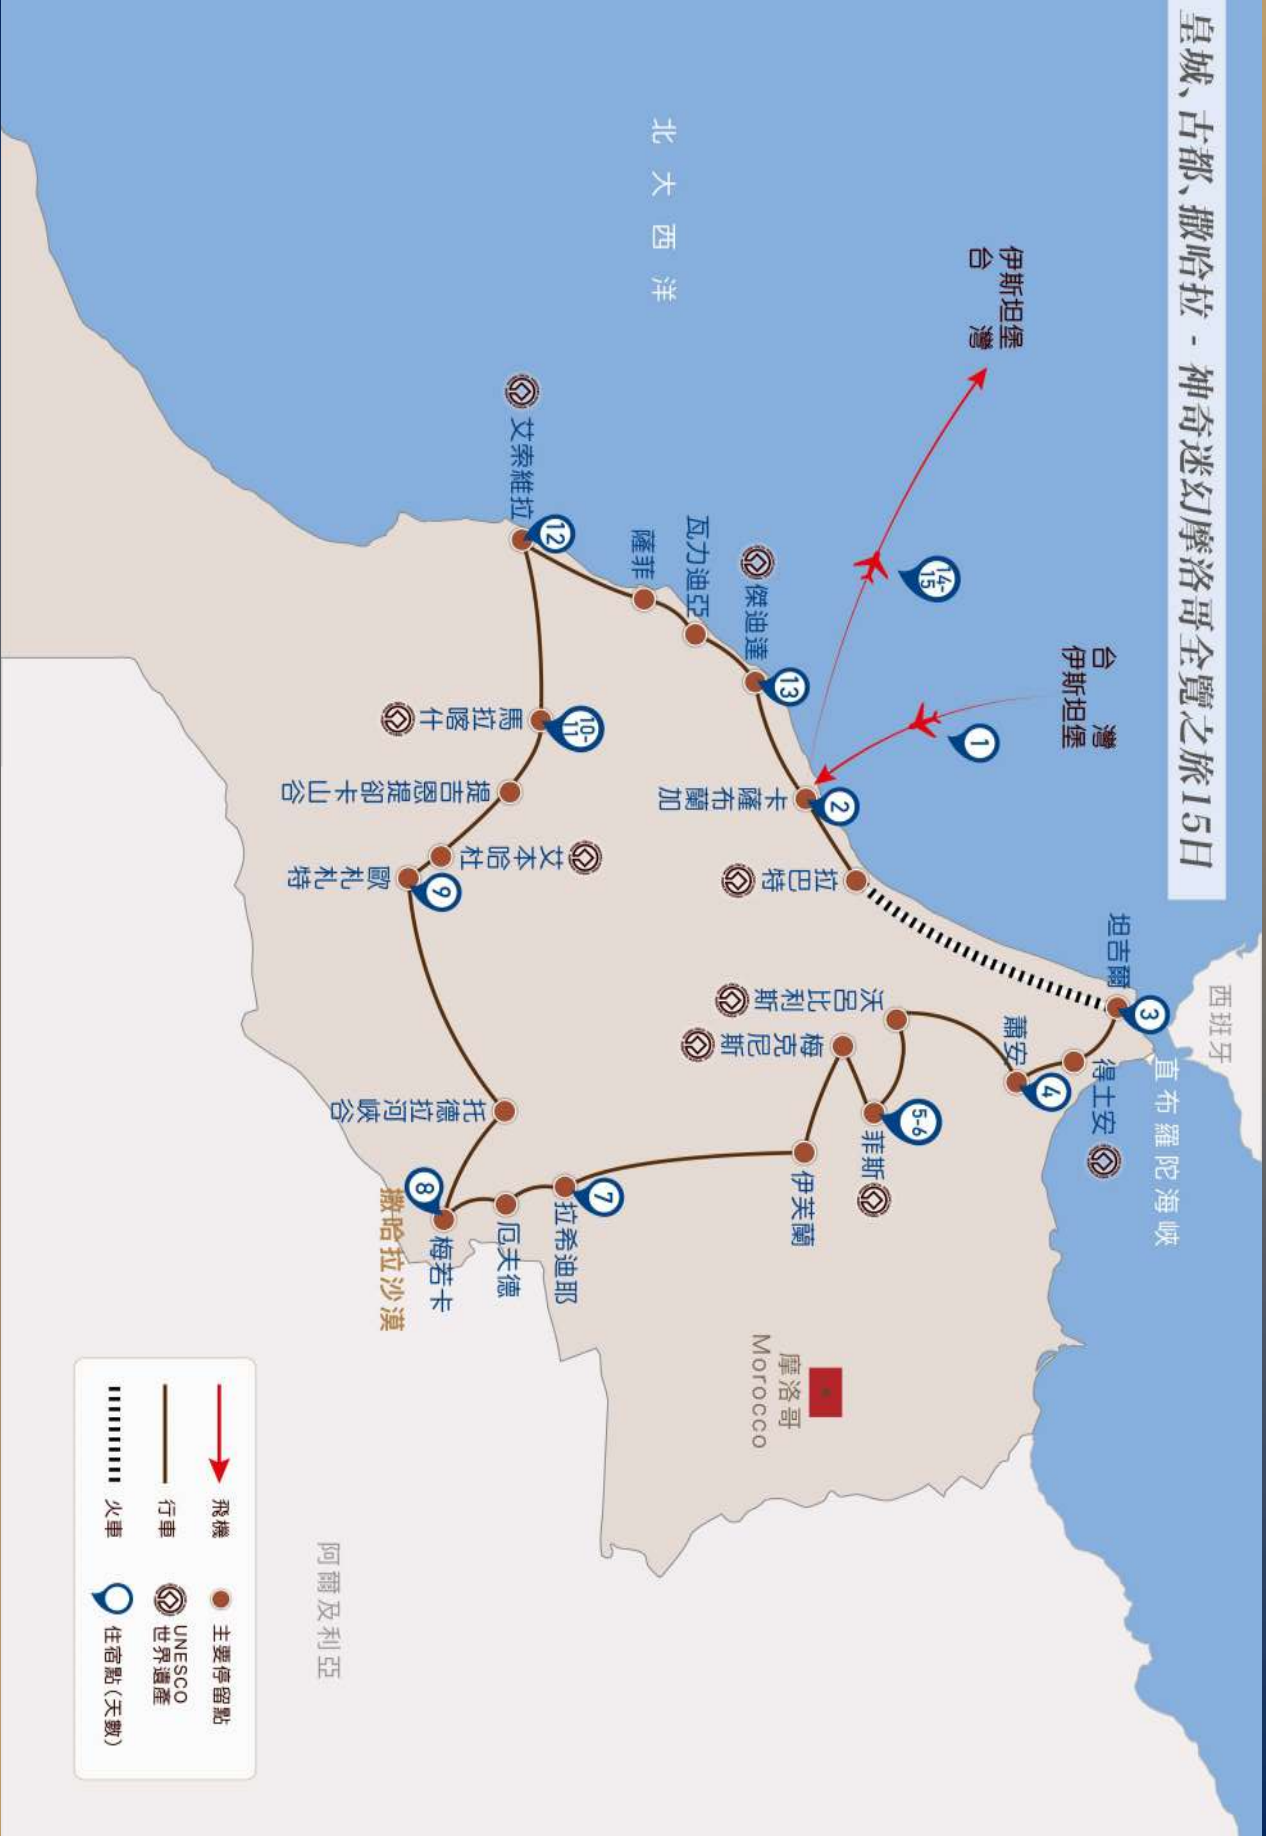 皇城、古都、撒哈拉 - 神奇迷幻摩洛哥全覽之旅15日
西班牙
直布羅陀海峽
坦吉爾
3
得土安
台灣
伊斯坦堡
1
伊斯坦堡
台灣
14-
15
蕭安
4
沃呂比利斯
5-6
菲斯
梅克尼斯
拉巴特
2
卡薩布蘭加
伊芙蘭
摩洛哥
Morocco
傑迪達
13
瓦力迪亞
薩菲
北大西洋
艾索維拉
12
10-
11
馬拉喀什
提吉恩提卻卡山谷
艾本哈杜
歐札札特
9
托德拉河峽谷
7
拉希迪耶
厄夫德
8
梅若卡
撒哈拉沙漠
阿爾及利亞
飛機
行車
火車
主要停留點
UNESCO
世界遺產
住宿點(天數)